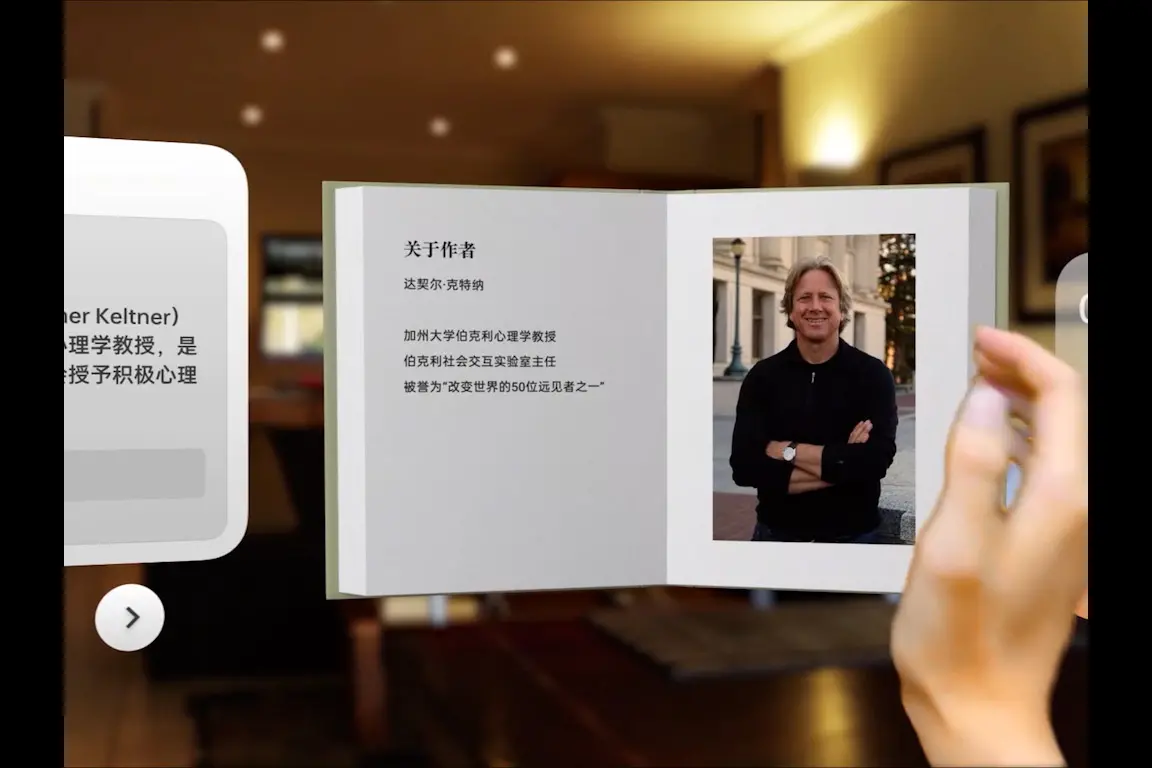 Keltner)
理学教授，是
授予积极心理
关于作者
达契尔·克特纳
加州大学伯克利心理学教授
伯克利社会交互实验室主任
被誉为“改变世界的50位远见者之一”